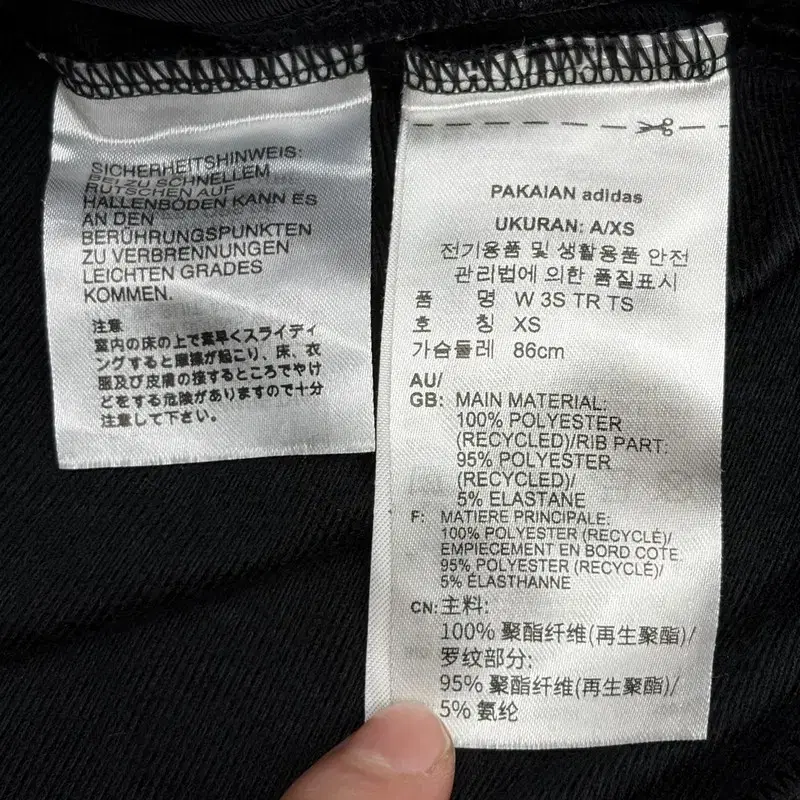 SICHERHEITSHINWEIS:
BEI ZU SCHNELLEM
RUTSCHEN AUF
HALLENBÖDEN KANN ES
AN DEN
BERÜHRUNGSPUNKTEN
ZU VERBRENNUNGEN
LEICHTEN GRADES
KOMMEN.
注意
室内の床の上で素早くスライディ
ングすると摩擦が起こり、床、衣
服及び皮膚の接するところでやけ
どをする危険がありますので十分
注意して下さい。
PAKAIAN adidas
UKURAN: A/XS
전기용품 및 생활용품 안전
관리법에 의한 품질표시
품 명 W 3S TR TS
호 칭 XS
가슴둘레 86cm
AU/
GB: MAIN MATERIAL:
100% POLYESTER
(RECYCLED)/RIB PART:
95% POLYESTER
(RECYCLED)/
5% ELASTANE
F: MATIERE PRINCIPALE:
100% POLYESTER (RECYCLÉ)/
EMPIECEMENT EN BORD COTE:
95% POLYESTER (RECYCLÉ)/
5% ÉLASTHANNE
CN: 主料:
100% 聚酯纤维(再生聚酯)/
罗纹部分:
95% 聚酯纤维(再生聚酯)/
5% 氨纶